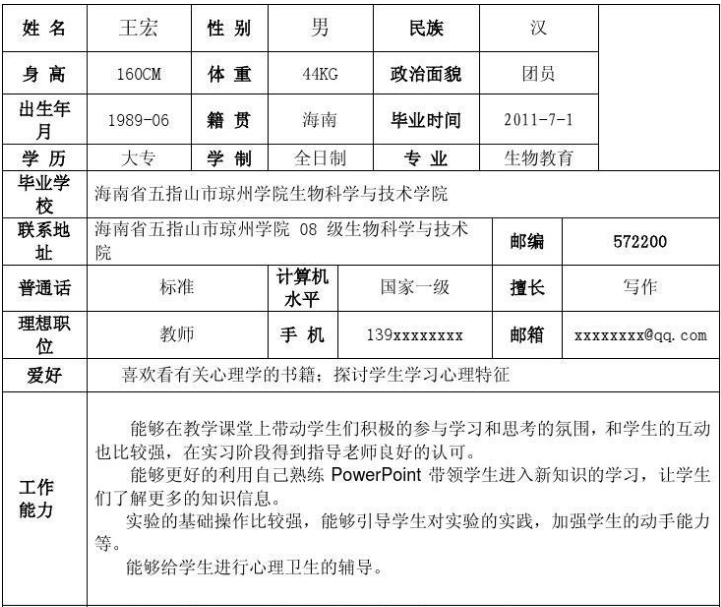 姓 名 王宏 性 别 男 民族 汉
身 高 160CM 体 重 44KG 政治面貌 团员
出生年月 1989-06 籍 贯 海南 毕业时间 2011-7-1
学 历 大专 学 制 全日制 专 业 生物教育
毕业学校 海南省五指山市琼州学院生物科学与技术学院
联系地址 海南省五指山市琼州学院 08 级生物科学与技术院 邮编 572200
普通话 标准 计算机水平 国家一级 擅长 写作
理想职位 教师 手 机 139xxxxxxxx 邮箱 xxxxxxxx@qq.com
爱好 喜欢看有关心理学的书籍；探讨学生学习心理特征
工作能力
能够在教学课堂上带动学生们积极的参与学习和思考的氛围，和学生的互动
也比较强，在实习阶段得到指导老师良好的认可。
能够更好的利用自己熟练 PowerPoint 带领学生进入新知识的学习，让学生
们了解更多的知识信息。
实验的基础操作比较强，能够引导学生对实验的实践，加强学生的动手能力
等。
能够给学生进行心理卫生的辅导。